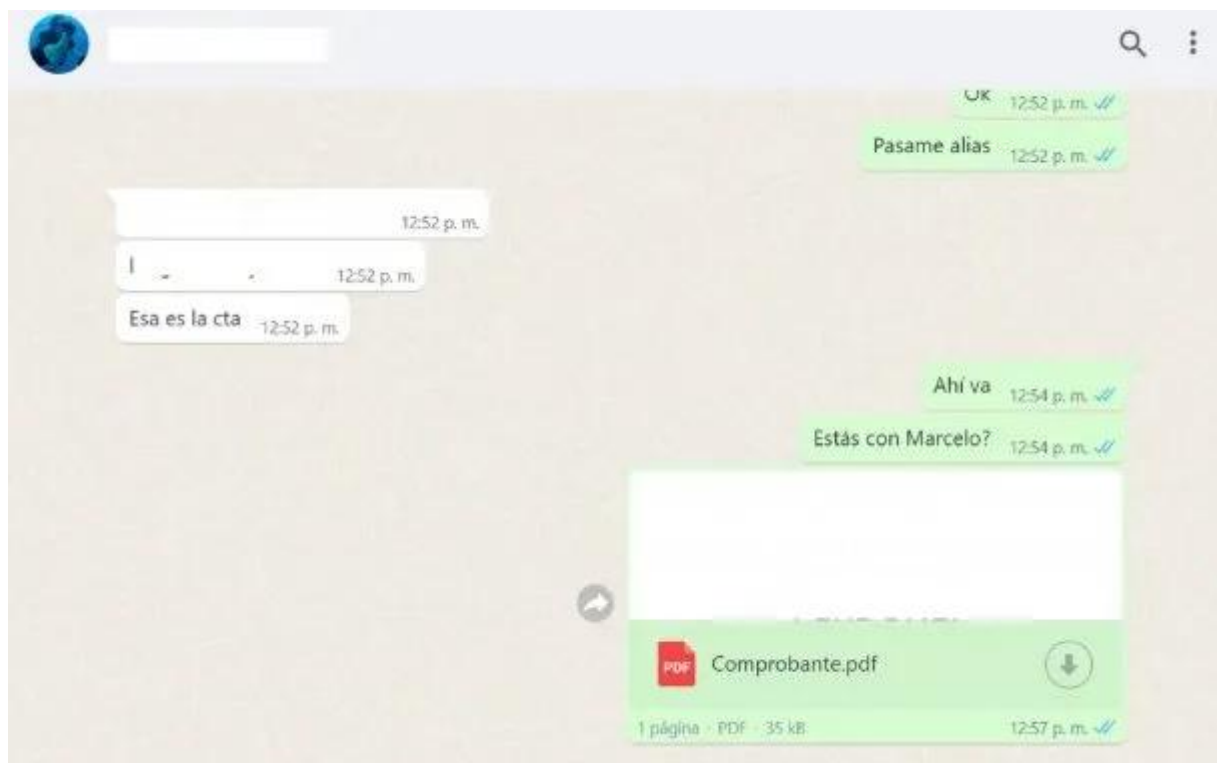 Ok 12:52 p. m.
Pasame alias 12:52 p. m.
12:52 p. m.
12:52 p. m.
Esa es la cta 12:52 p. m.
Ahí va 12:54 p. m.
Estás con Marcelo? 12:54 p. m.
PDF Comprobante.pdf
1 página · PDF · 35 kB 12:57 p. m.